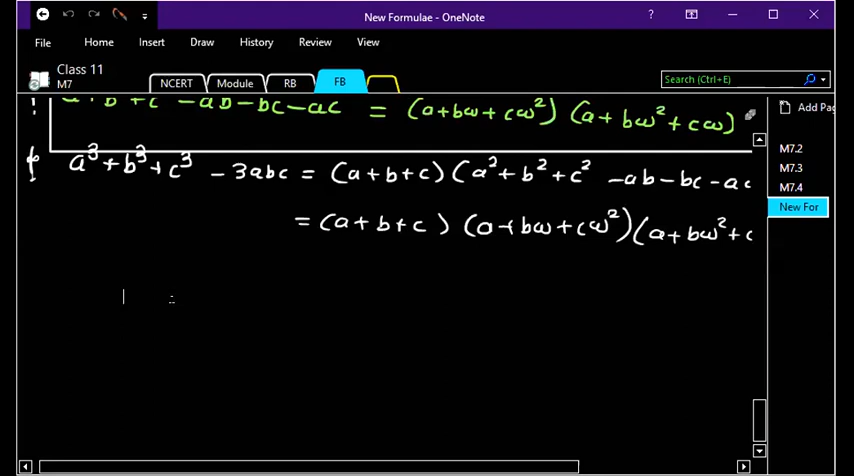 New Formulae - OneNote
?
File Home Insert Draw History Review View
Class 11
M7
NCERT Module RB FB
Search (Ctrl+E)
Add Pag
M7.2
M7.3
M7.4
New For
-ab-bc-ac = (a+bω+cω²) (a+bω²+cω)
a³+b³+c³ - 3abc = (a+b+c) (a²+b²+c² -ab-bc-ac
= (a+b+c) (a+bω+cω²)(a+bω²+c